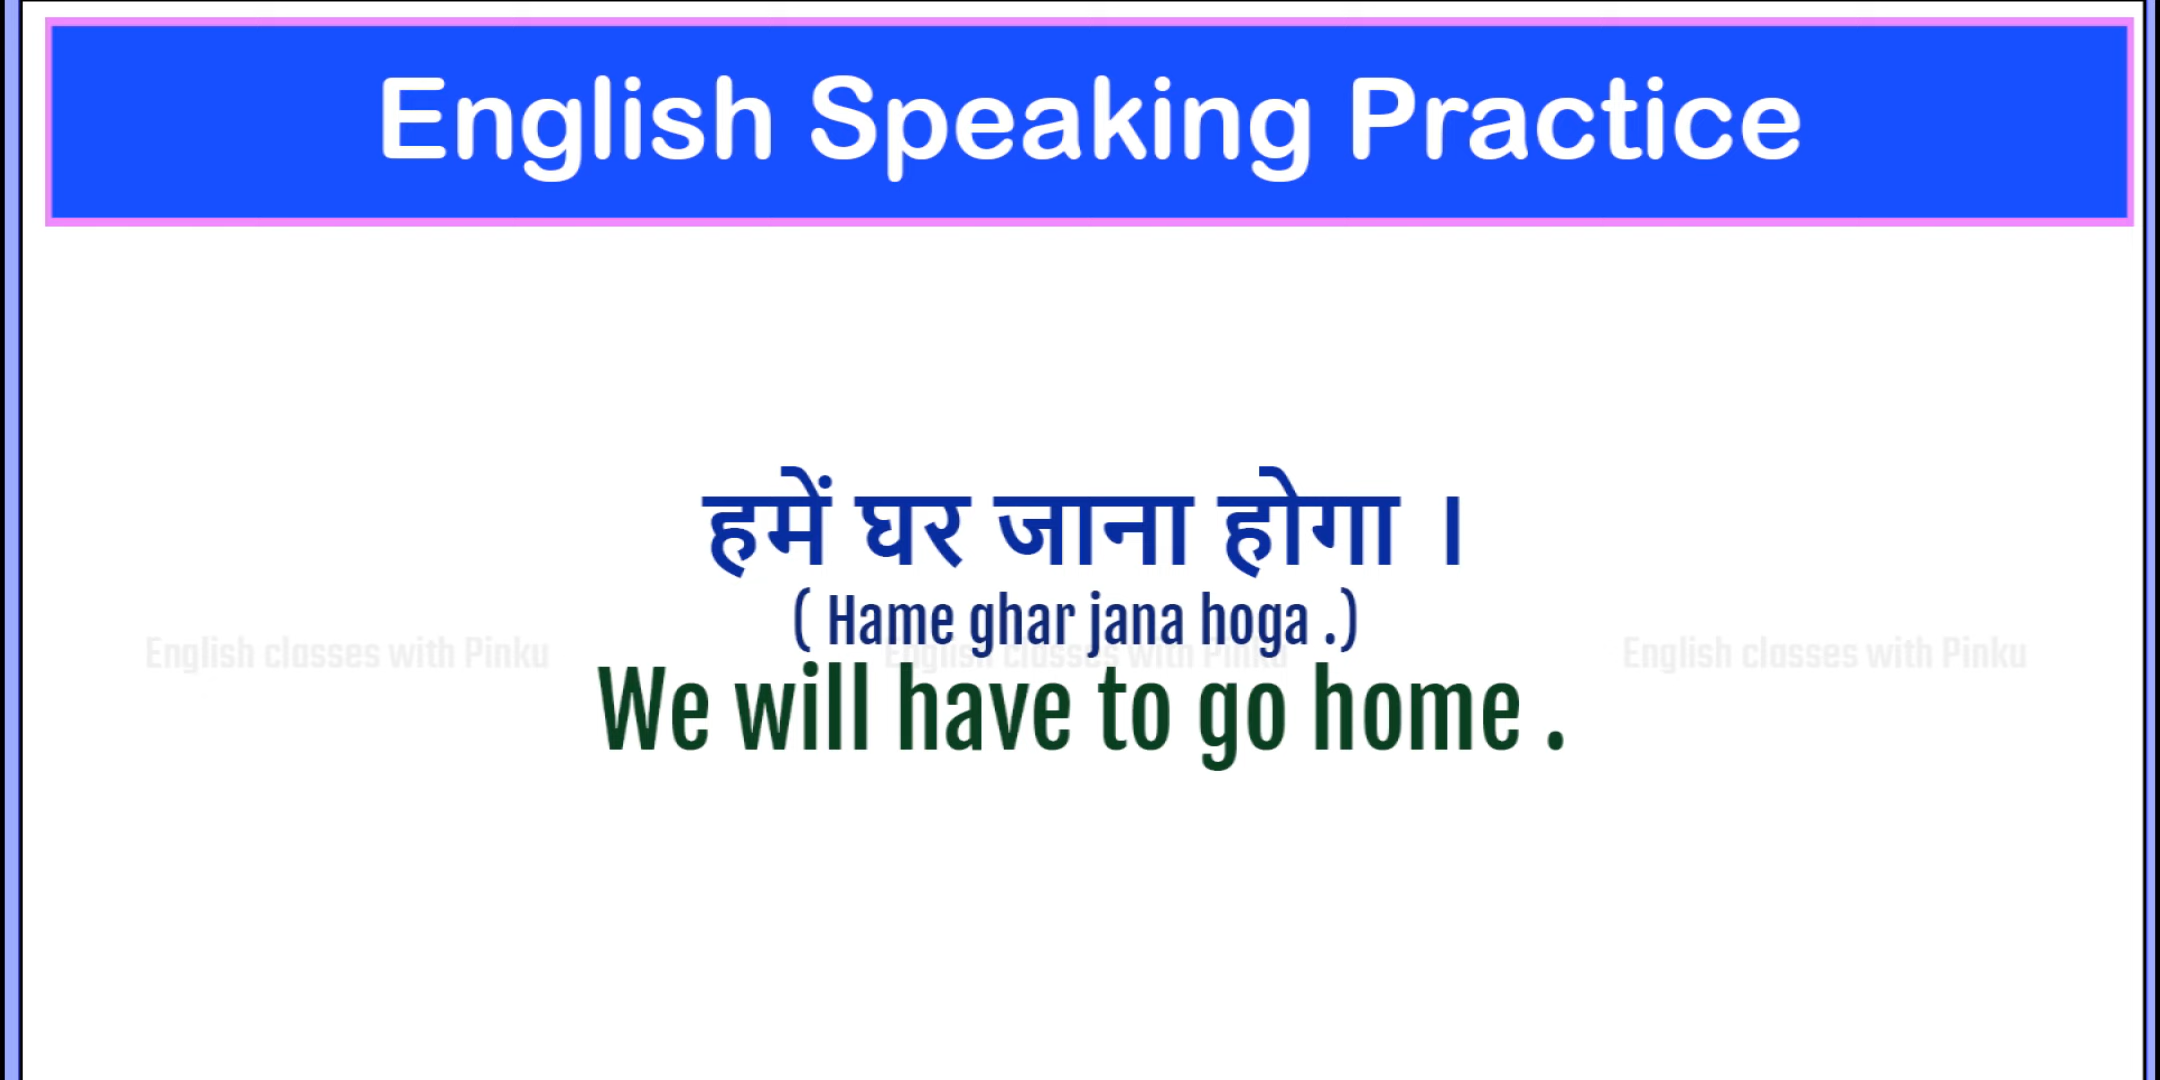 English Speaking Practice
हमें घर जाना होगा ।
( Hame ghar jana hoga .)
English classes with Pinku English classes with Pinku English classes with Pinku
We will have to go home .